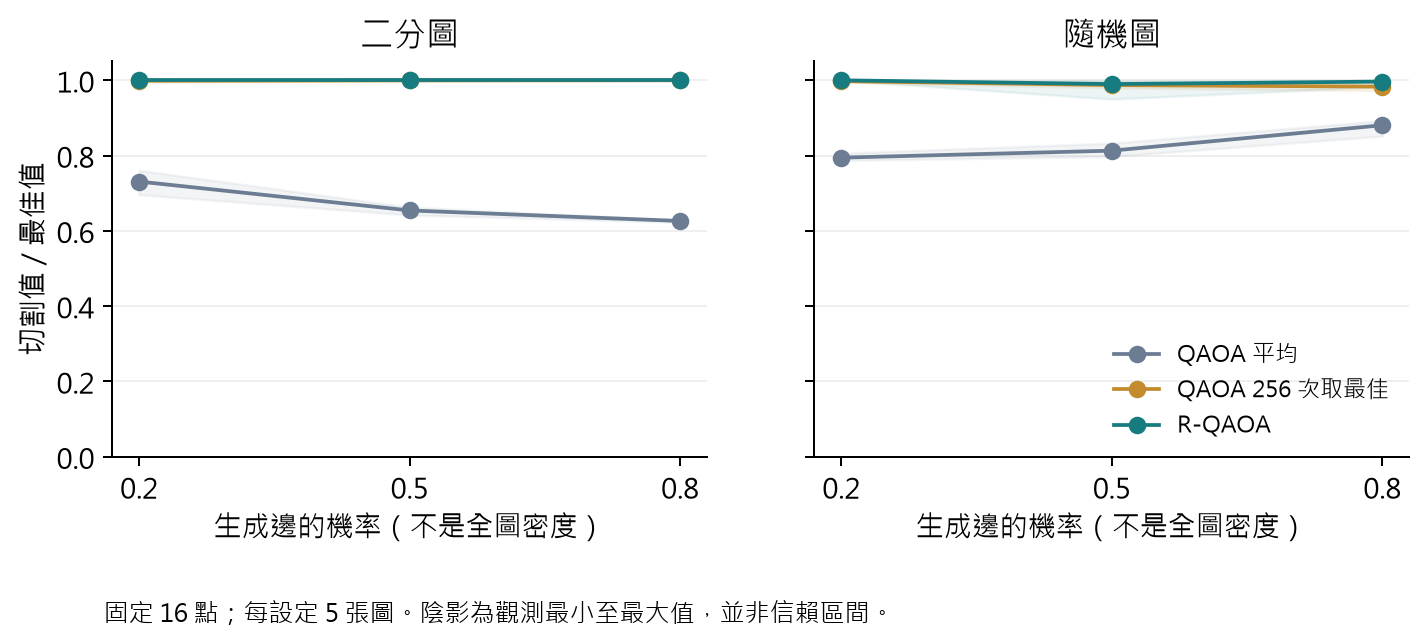 二分圖
隨機圖
切割值 / 最佳值
1.0
0.8
0.6
0.4
0.2
0.0
0.2
0.5
0.8
0.2
0.5
0.8
生成邊的機率 ( 不是全圖密度 )
生成邊的機率 ( 不是全圖密度 )
QAOA 平均
QAOA 256 次取最佳
R-QAOA
固定 16 點；每設定 5 張圖。陰影為觀測最小至最大值，並非信賴區間。